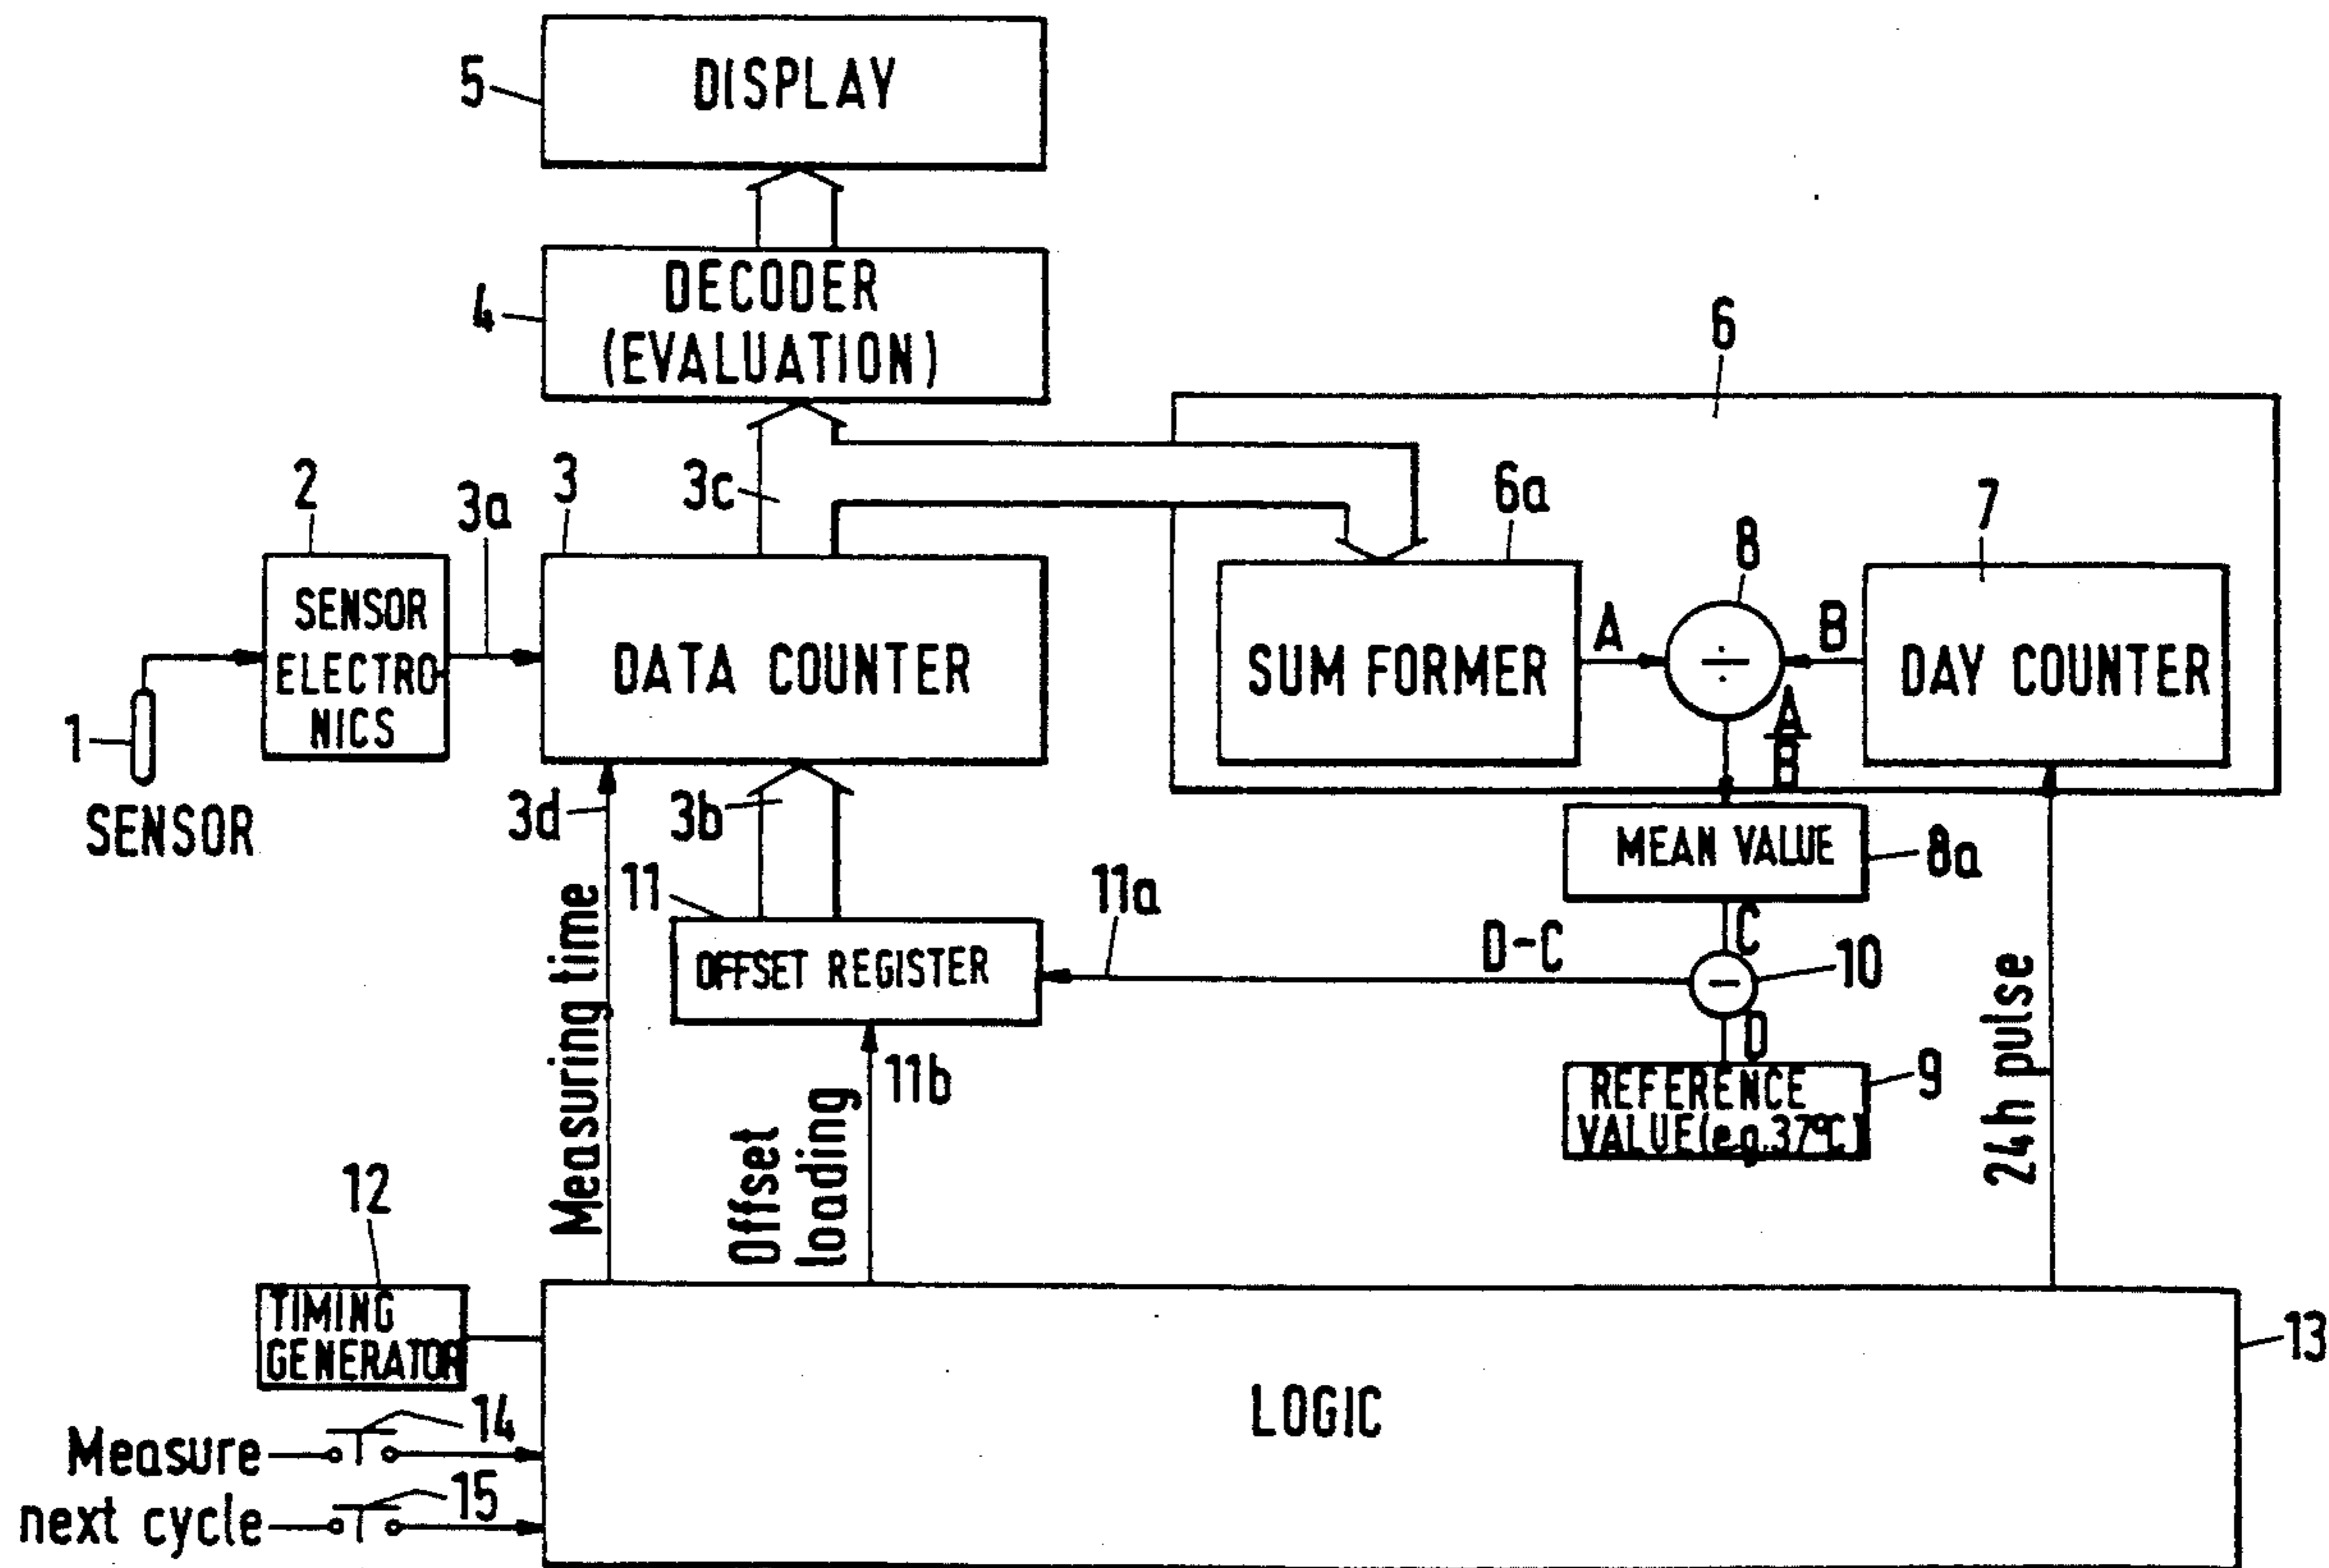 DISPLAY
5
DECODER
(EVALUATION)
4
6
2
3a
3
3c
6a
7
8
SENSOR
ELECTRO-
NICS
DATA COUNTER
SUM FORMER
A
÷
B
DAY COUNTER
A
B
1
SENSOR
3d
3b
MEAN VALUE
8a
11
11a
C
D-C
OFFSET REGISTER
−
10
D
11b
REFERENCE
VALUE(e.g.37°C)
9
Measuring time
Offset
loading
24h pulse
12
TIMING
GENERATOR
13
LOGIC
14
Measure
15
next cycle